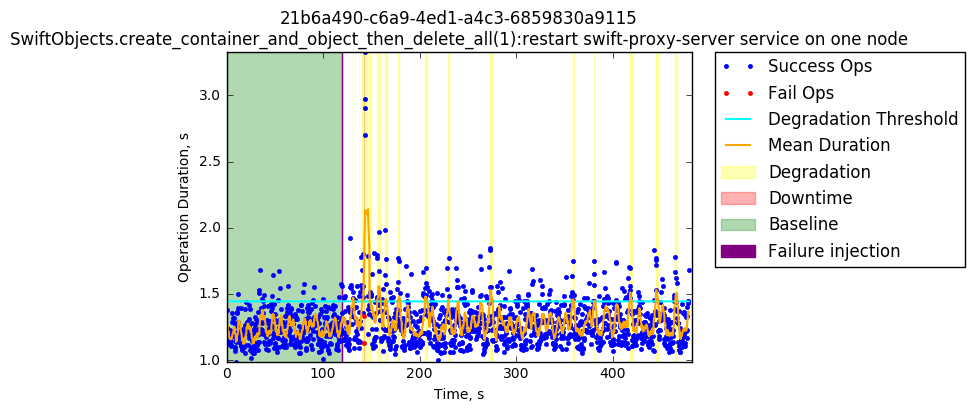 21b6a490-c6a9-4ed1-a4c3-6859830a9115
SwiftObjects.create_container_and_object_then_delete_all(1):restart swift-proxy-server service on one node
Operation Duration, s
3.0
2.5
2.0
1.5
1.0
0
100
200
300
400
Time, s
Success Ops
Fail Ops
Degradation Threshold
Mean Duration
Degradation
Downtime
Baseline
Failure injection